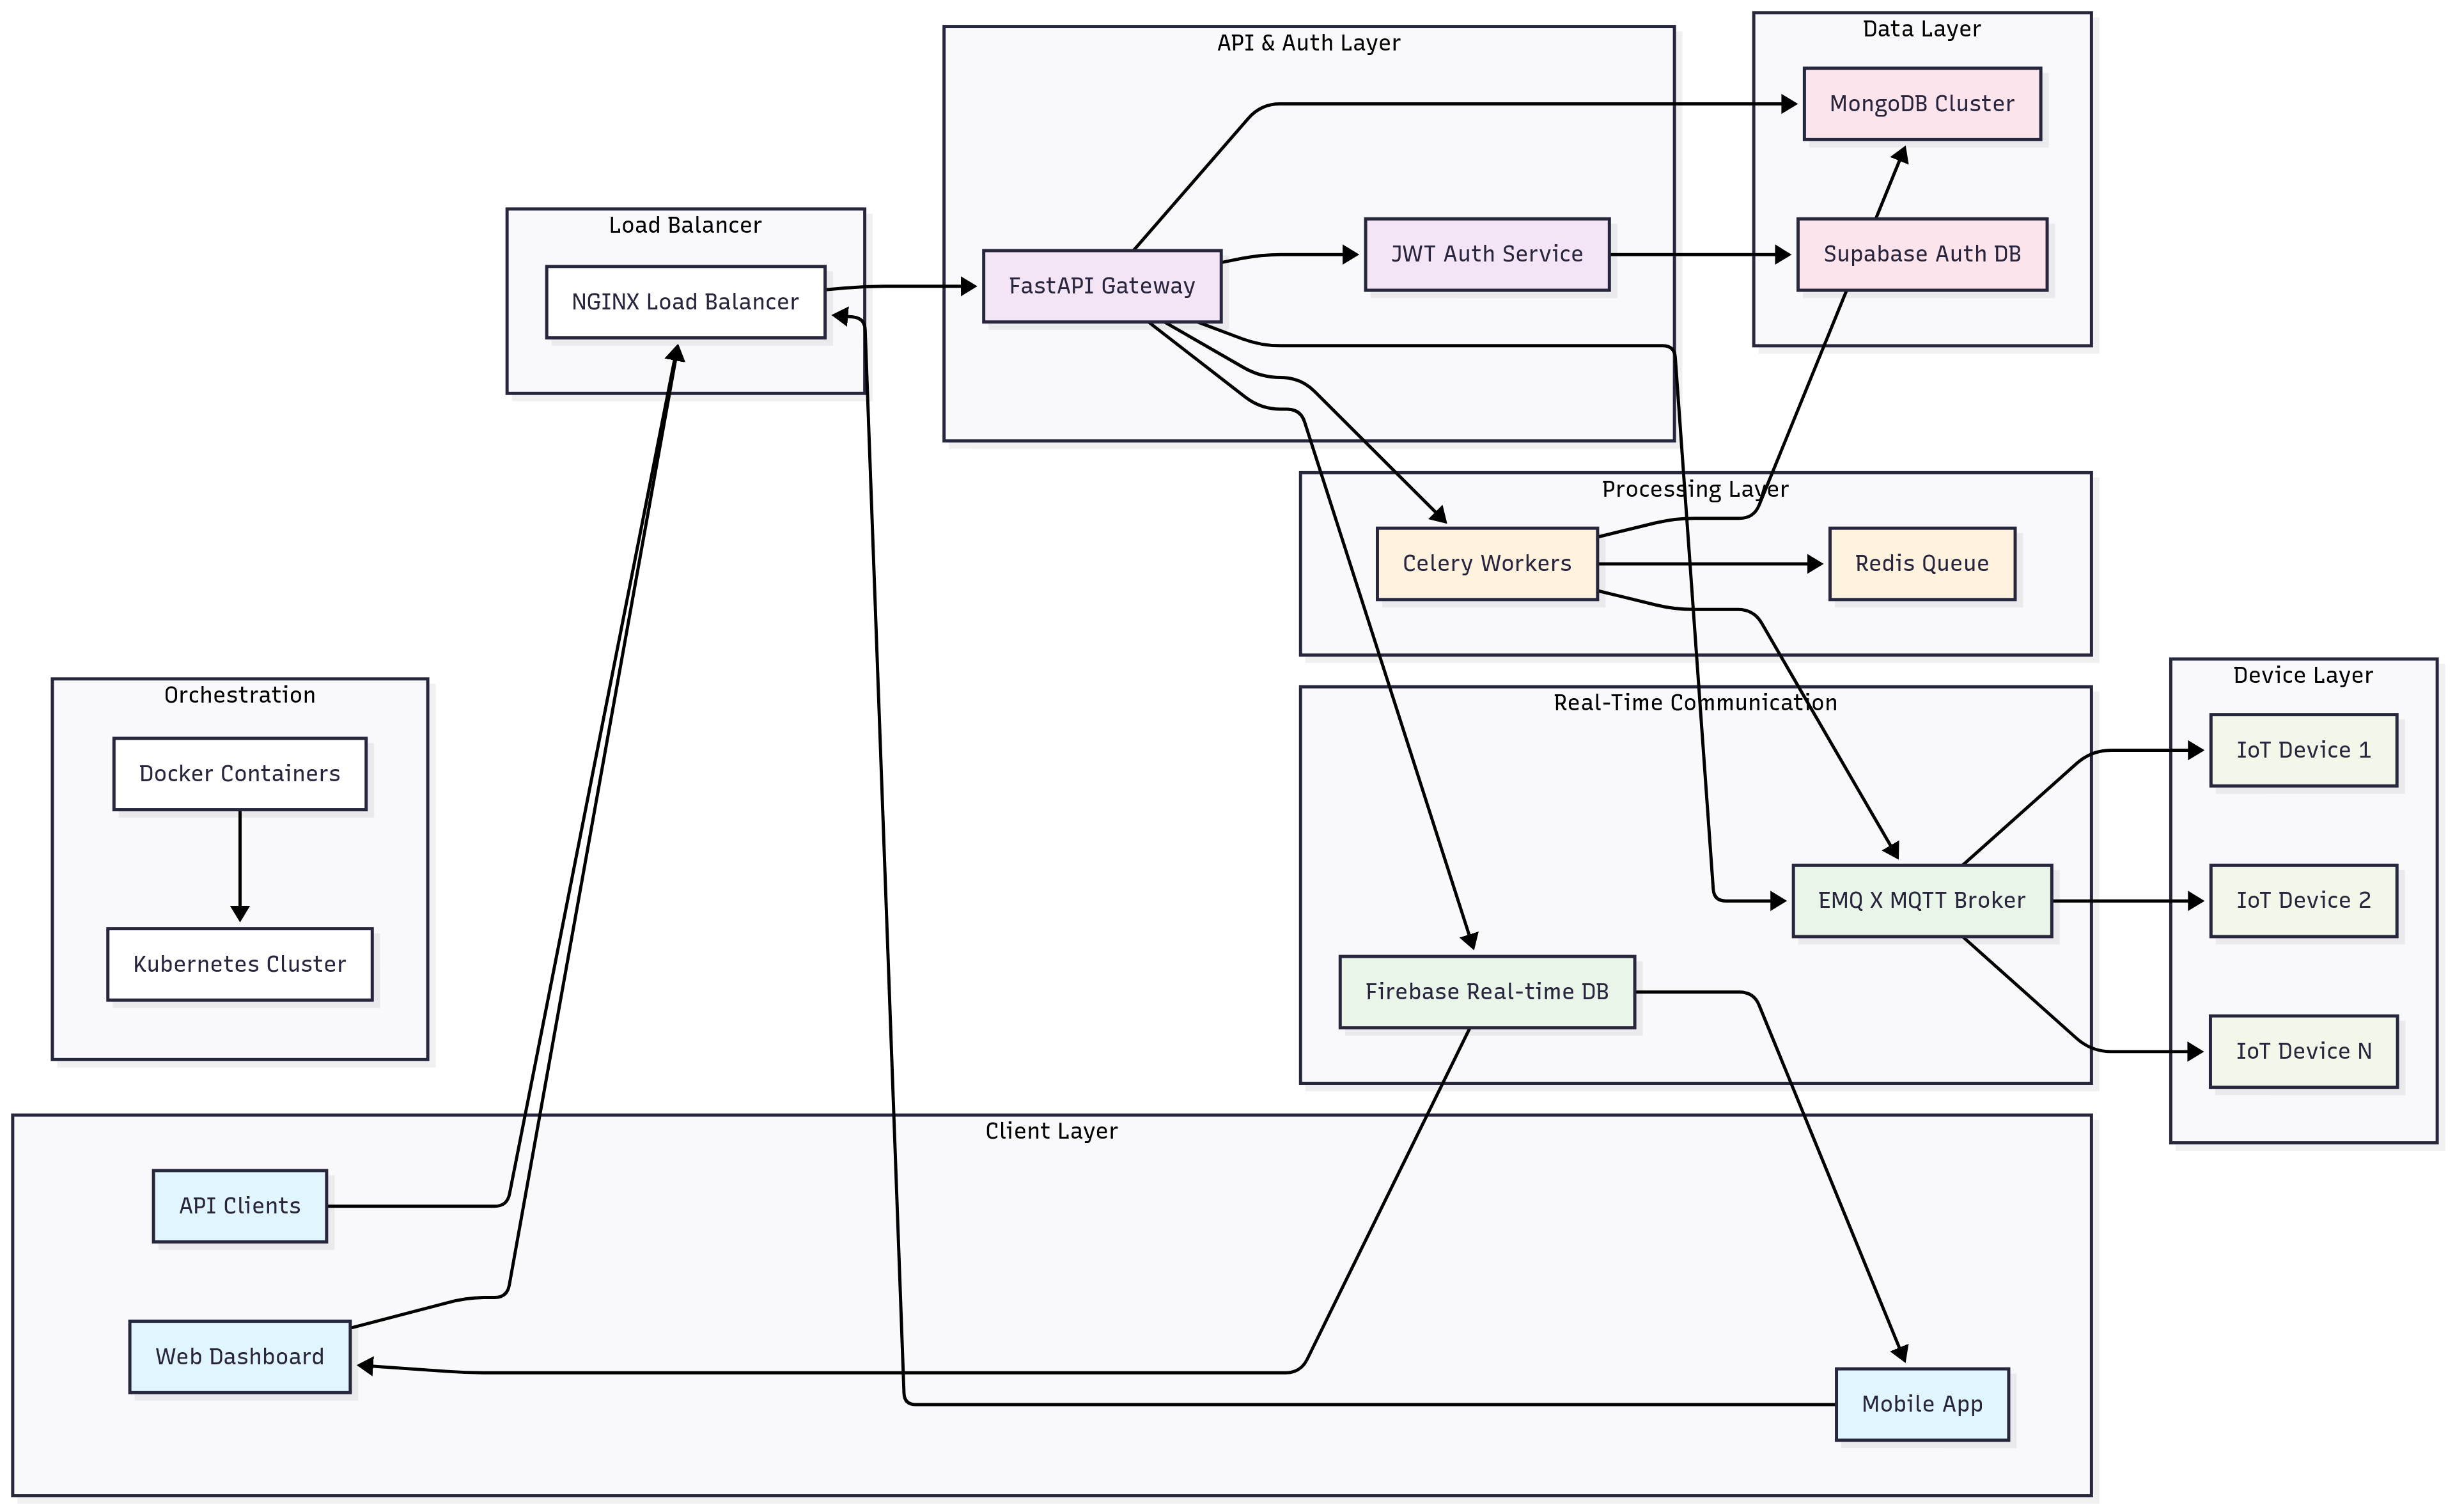 API & Auth Layer
FastAPI Gateway
JWT Auth Service
Data Layer
MongoDB Cluster
Supabase Auth DB
Load Balancer
NGINX Load Balancer
Processing Layer
Celery Workers
Redis Queue
Orchestration
Docker Containers
Kubernetes Cluster
Real-Time Communication
EMQ X MQTT Broker
Firebase Real-time DB
Device Layer
IoT Device 1
IoT Device 2
IoT Device N
Client Layer
API Clients
Web Dashboard
Mobile App